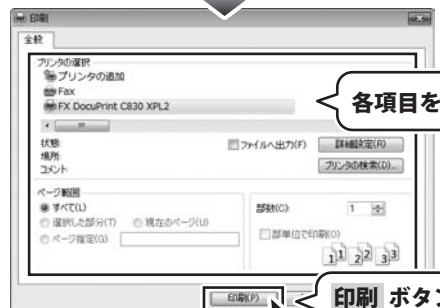 印刷
全般
プリンタの選択
プリンタの追加
Fax
FX DocuPrint C830 XPL2
各項目を
状態:
場所:
コメント:
ファイルへ出力(F)
詳細設定(R)
プリンタの検索(D)...
ページ範囲
すべて(L)
選択した部分(T)
現在のページ(U)
ページ指定(G):
部数(C):
1
部単位で印刷(O)
11 22 33
印刷(P)
印刷 ボタン